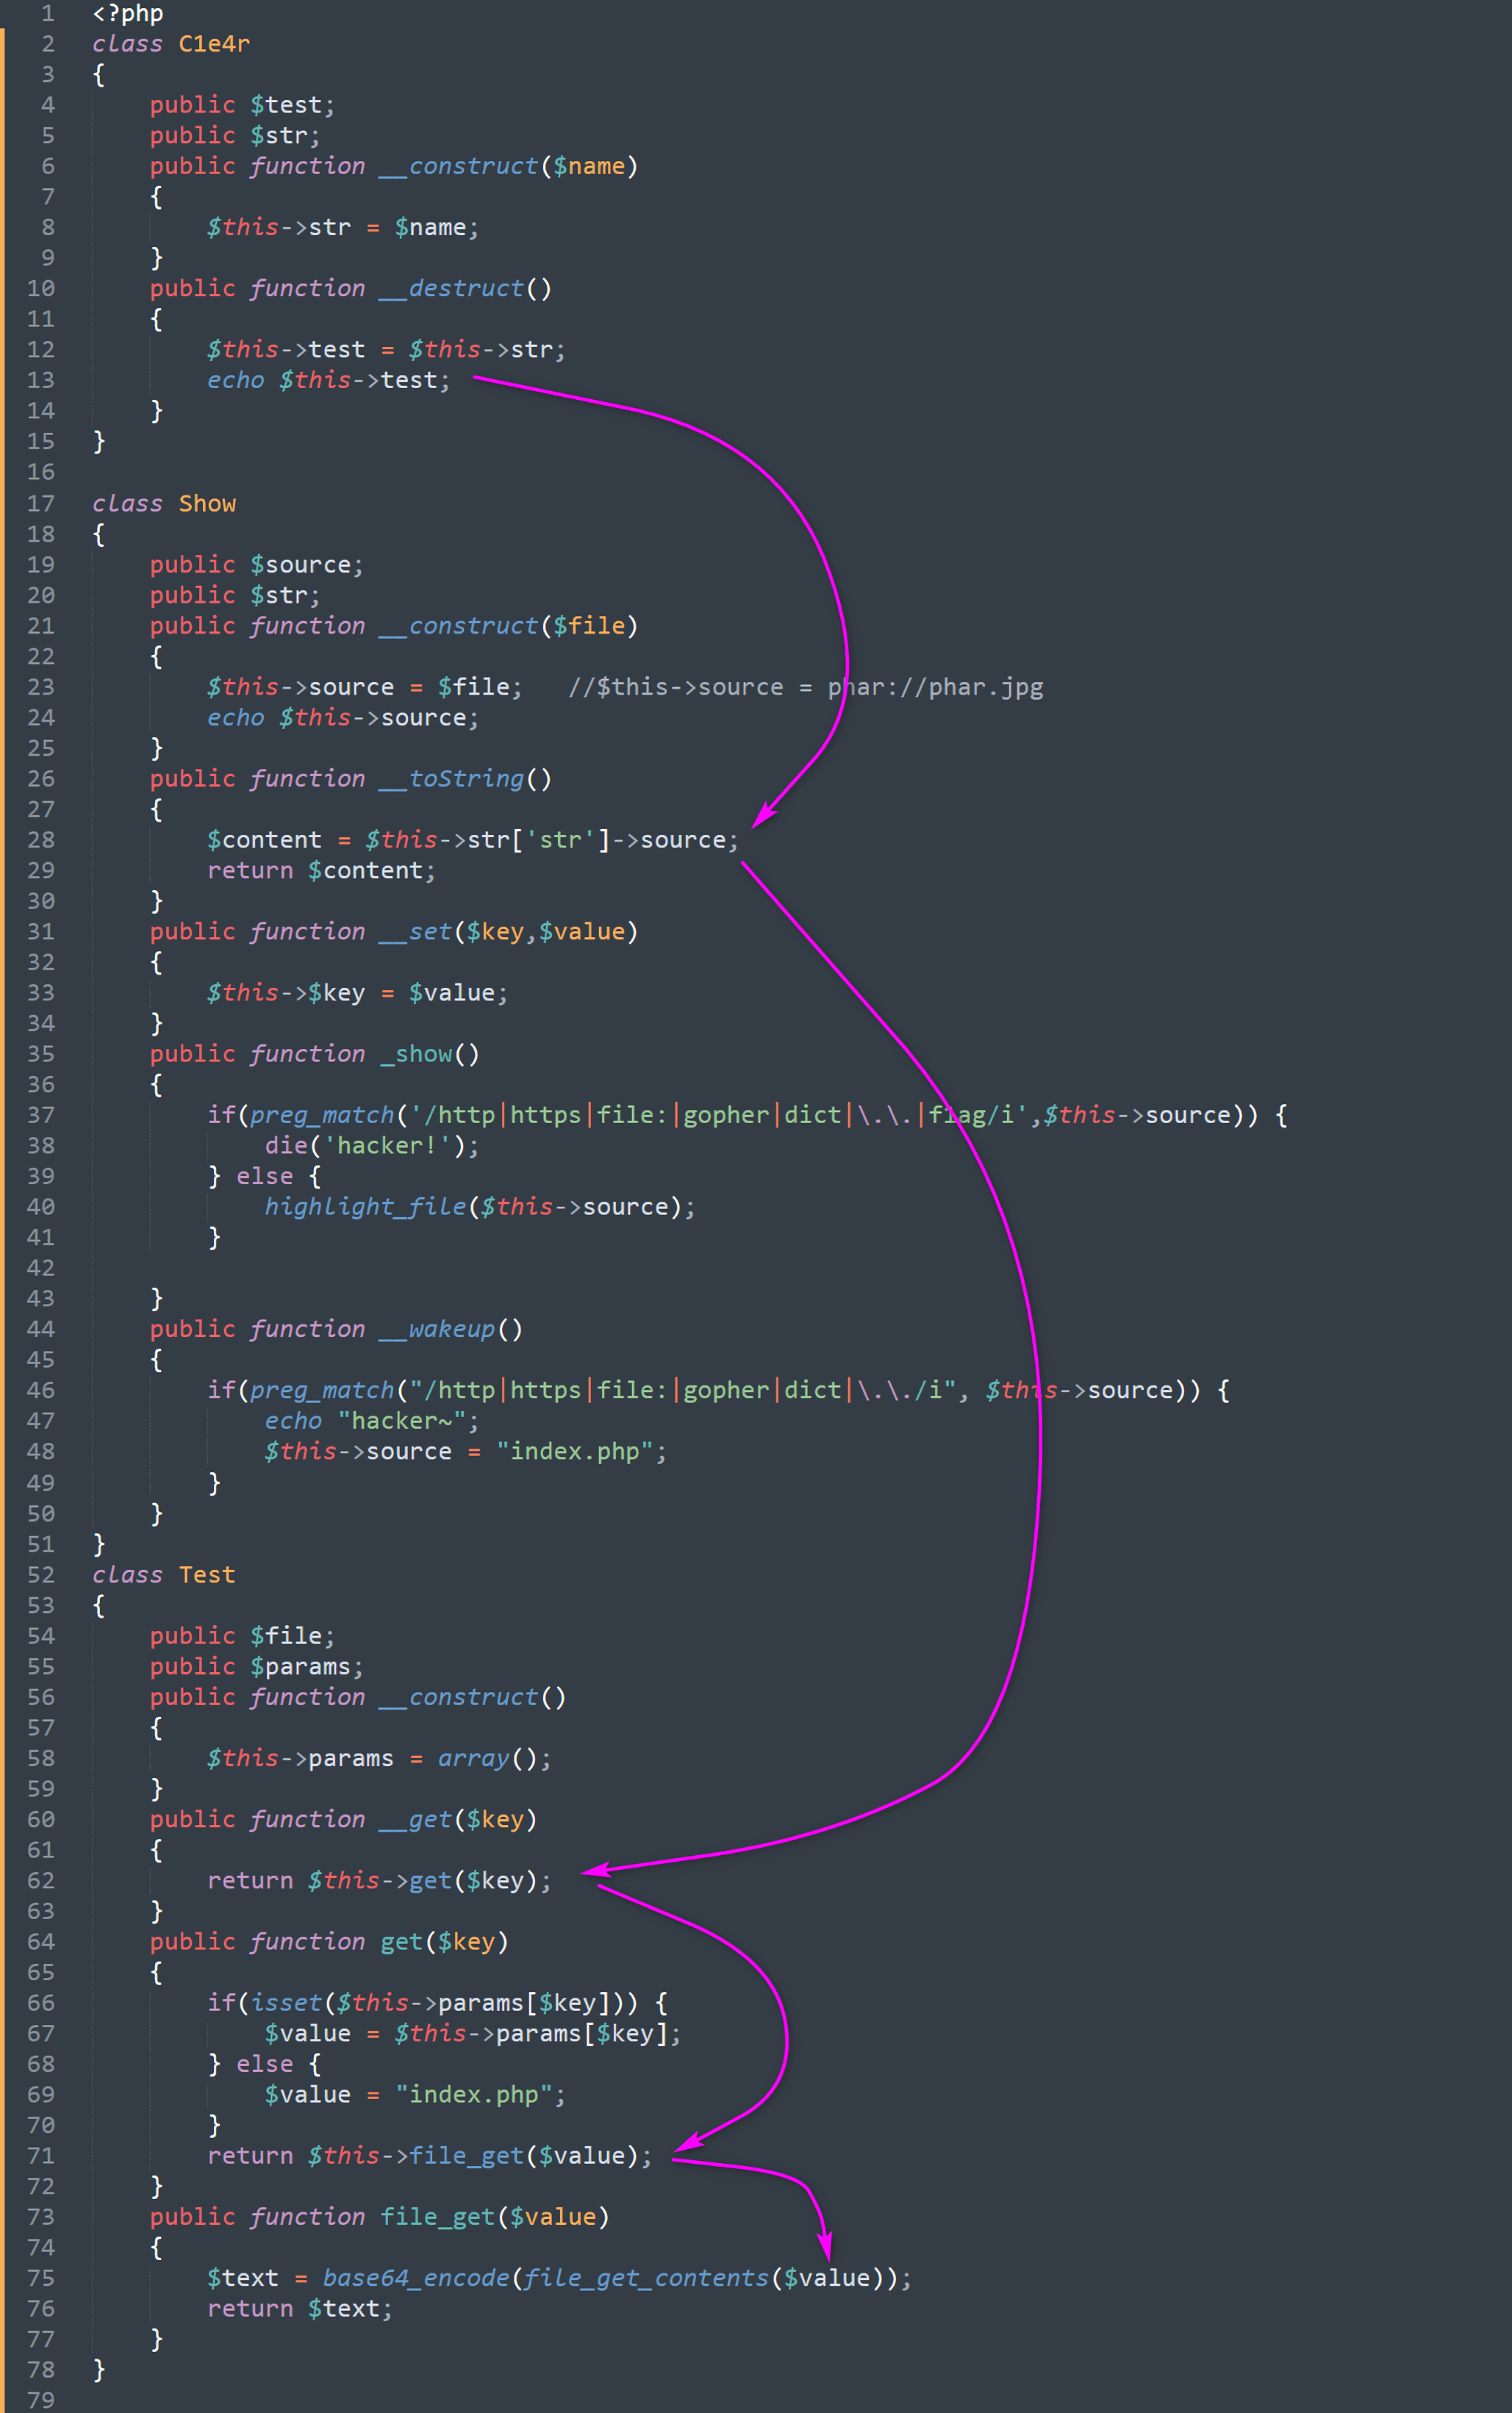 1 <?php
2 class C1e4r
3 {
4     public $test;
5     public $str;
6     public function __construct($name)
7     {
8         $this->str = $name;
9     }
10     public function __destruct()
11     {
12         $this->test = $this->str;
13         echo $this->test;
14     }
15 }
16
17 class Show
18 {
19     public $source;
20     public $str;
21     public function __construct($file)
22     {
23         $this->source = $file;   //$this->source = phar://phar.jpg
24         echo $this->source;
25     }
26     public function __toString()
27     {
28         $content = $this->str['str']->source;
29         return $content;
30     }
31     public function __set($key,$value)
32     {
33         $this->$key = $value;
34     }
35     public function _show()
36     {
37         if(preg_match('/http|https|file:|gopher|dict|\.\.|f1ag/i',$this->source)) {
38             die('hacker!');
39         } else {
40             highlight_file($this->source);
41         }
42
43     }
44     public function __wakeup()
45     {
46         if(preg_match("/http|https|file:|gopher|dict|\.\./i", $this->source)) {
47             echo "hacker~";
48             $this->source = "index.php";
49         }
50     }
51 }
52 class Test
53 {
54     public $file;
55     public $params;
56     public function __construct()
57     {
58         $this->params = array();
59     }
60     public function __get($key)
61     {
62         return $this->get($key);
63     }
64     public function get($key)
65     {
66         if(isset($this->params[$key])) {
67             $value = $this->params[$key];
68         } else {
69             $value = "index.php";
70         }
71         return $this->file_get($value);
72     }
73     public function file_get($value)
74     {
75         $text = base64_encode(file_get_contents($value));
76         return $text;
77     }
78 }
79